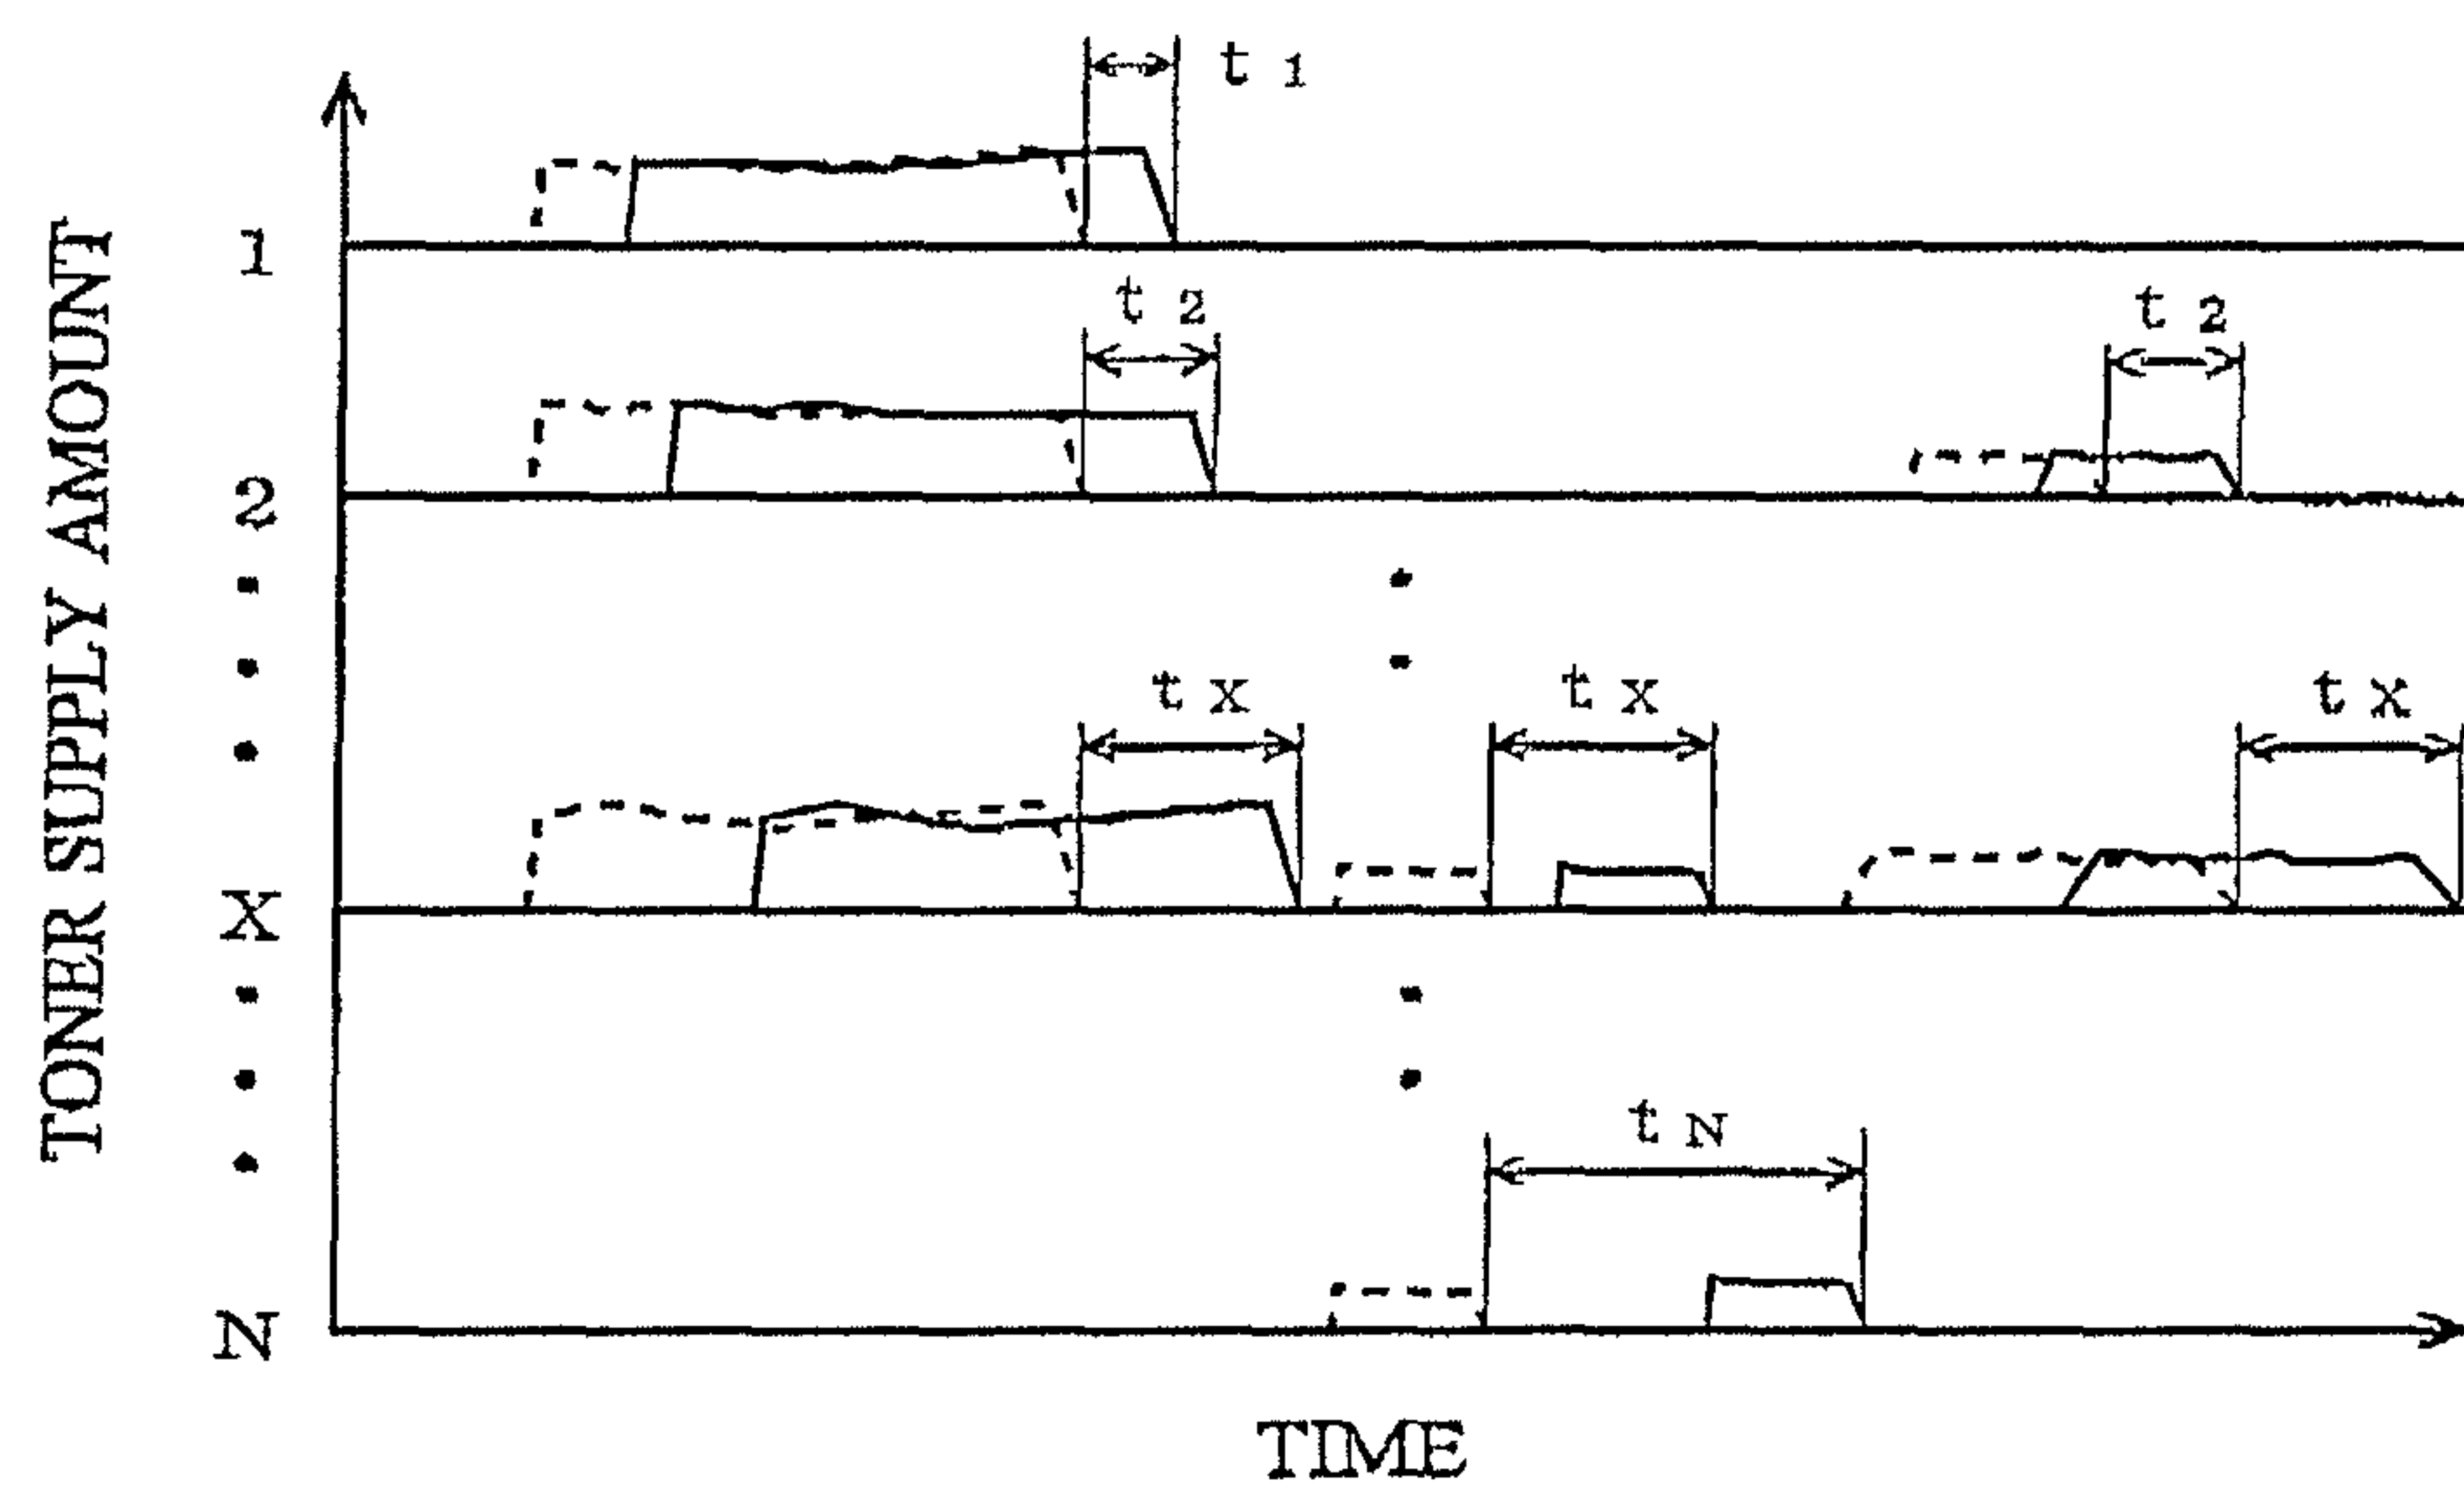 TONER SUPPLY AMOUNT
t 1
1
t 2
t 2
2
t X
t X
t X
X
t N
N
TIME